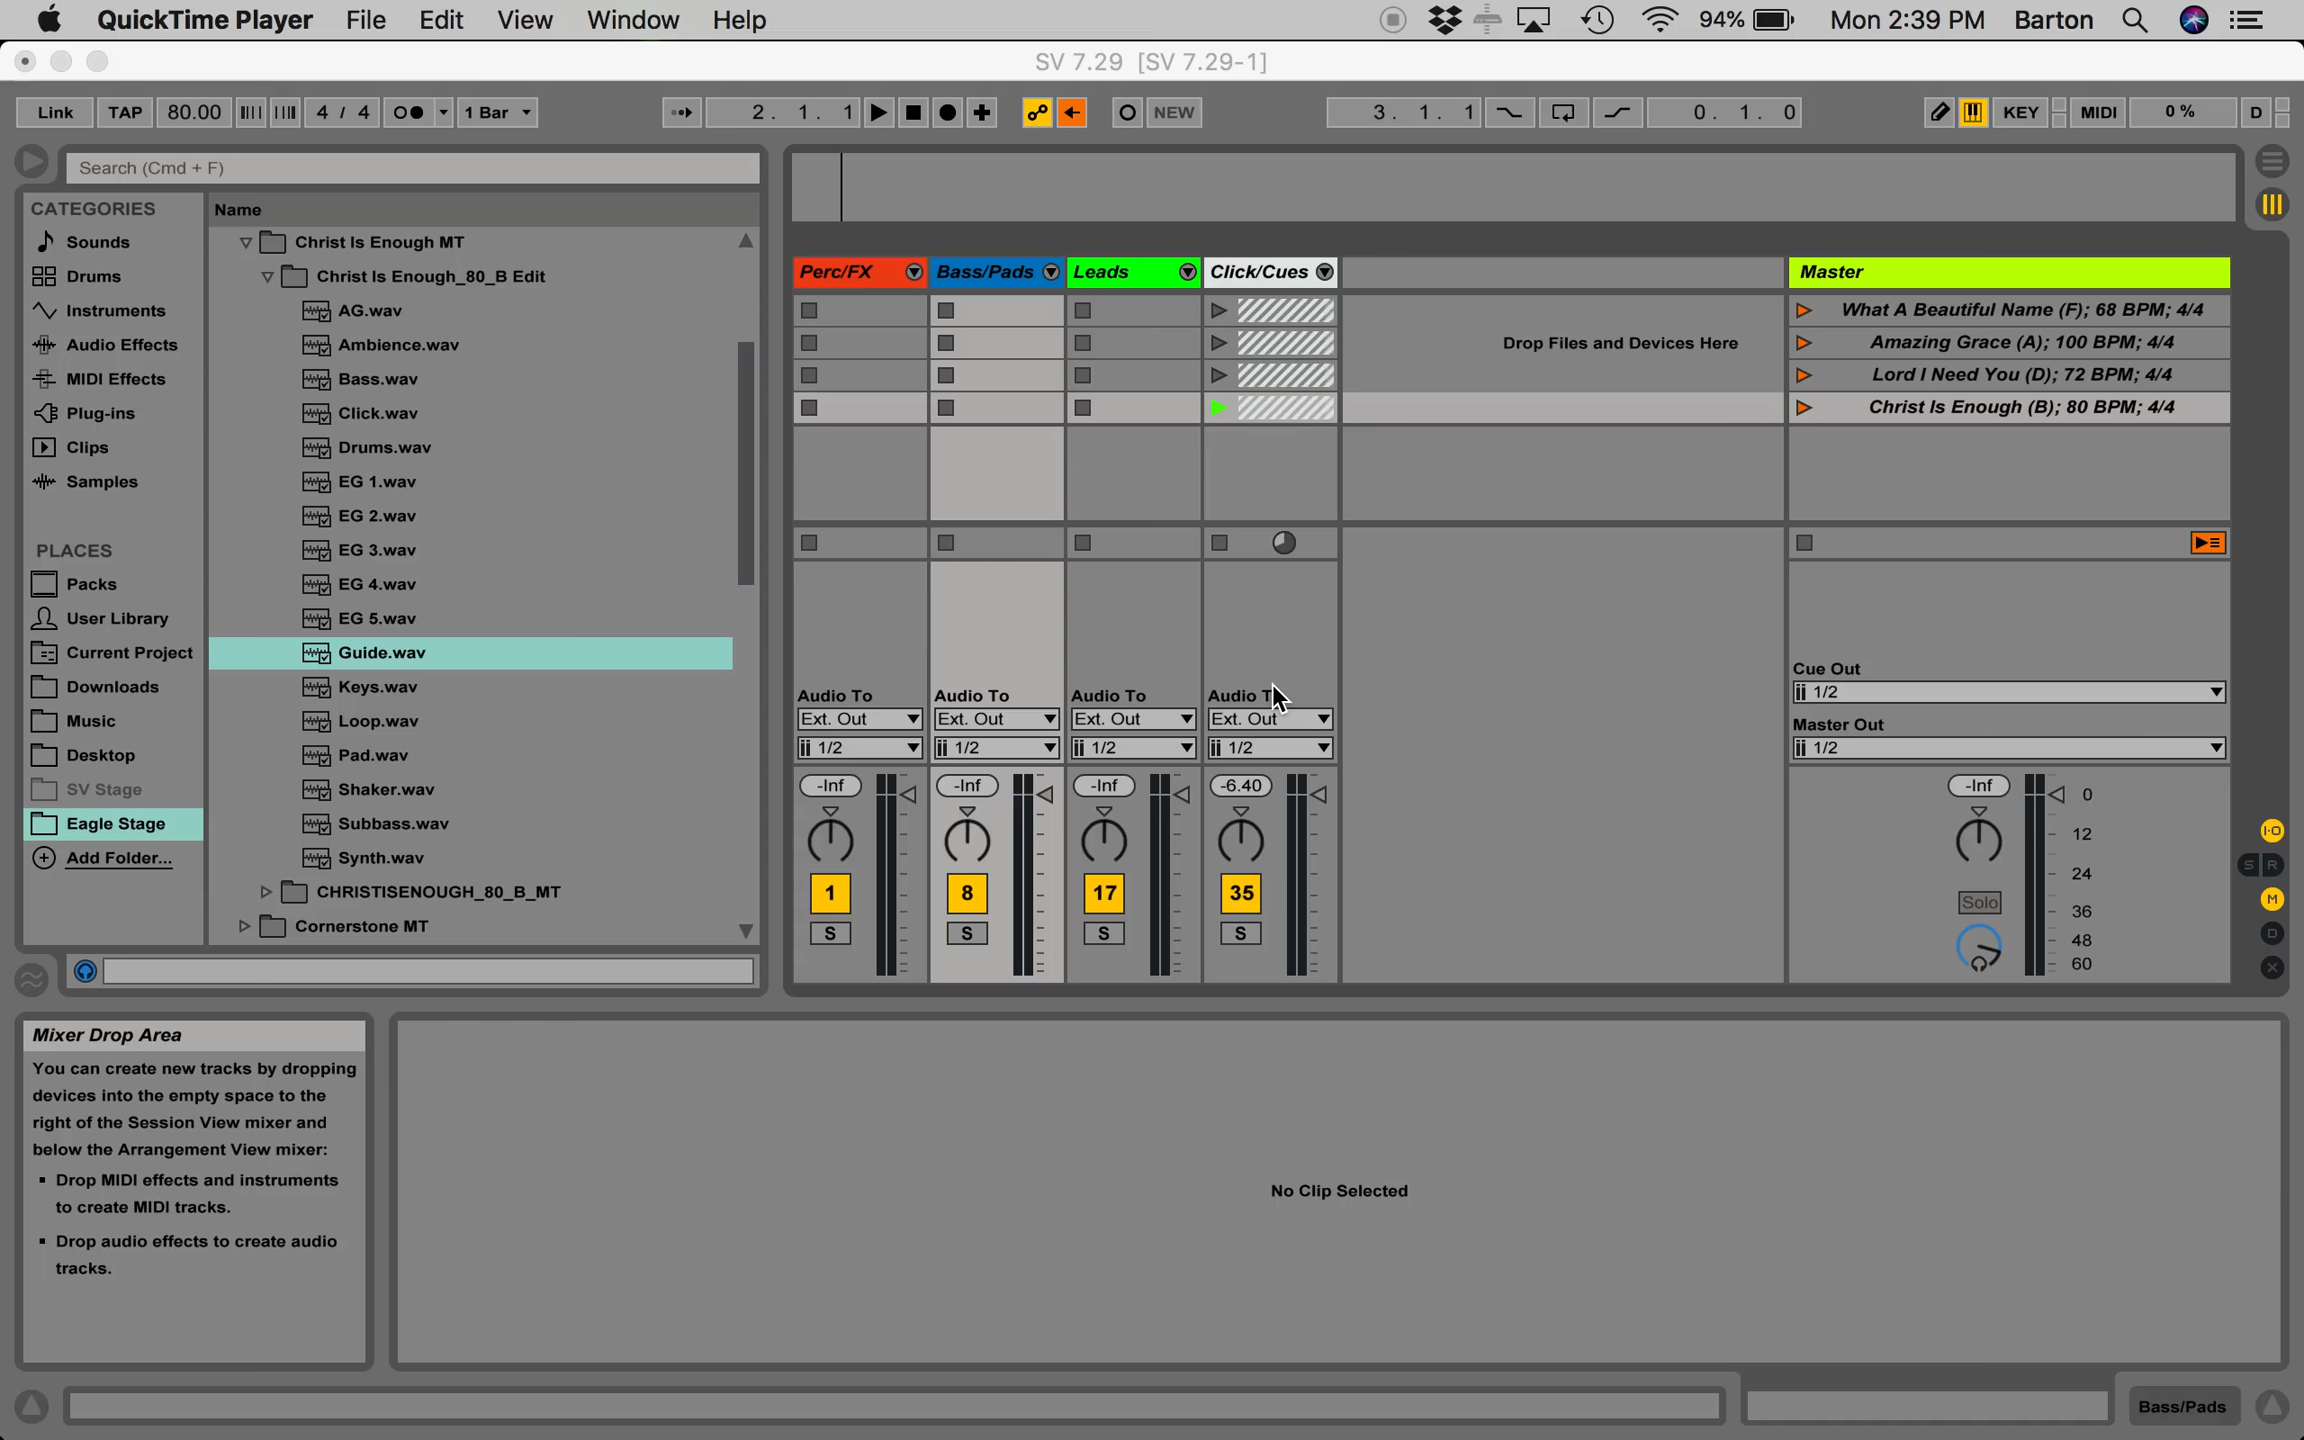 QuickTime Player File Edit View Window Help 94% Mon 2:39 PM Barton
SV 7.29 [SV 7.29-1]
Link TAP 80.00 4 / 4 1 Bar 2. 1. 1 NEW 3. 1. 1 0. 1. 0 KEY MIDI 0 % D
Search (Cmd + F)
CATEGORIES
Sounds
Drums
Instruments
Audio Effects
MIDI Effects
Plug-ins
Clips
Samples
PLACES
Packs
User Library
Current Project
Downloads
Music
Desktop
SV Stage
Eagle Stage
Add Folder...
Name
Christ Is Enough MT
Christ Is Enough_80_B Edit
AG.wav
Ambience.wav
Bass.wav
Click.wav
Drums.wav
EG 1.wav
EG 2.wav
EG 3.wav
EG 4.wav
EG 5.wav
Guide.wav
Keys.wav
Loop.wav
Pad.wav
Shaker.wav
Subbass.wav
Synth.wav
CHRISTISENOUGH_80_B_MT
Cornerstone MT
Perc/FX Bass/Pads Leads Click/Cues Master
What A Beautiful Name (F); 68 BPM; 4/4
Drop Files and Devices Here Amazing Grace (A); 100 BPM; 4/4
Lord I Need You (D); 72 BPM; 4/4
Christ Is Enough (B); 80 BPM; 4/4
Cue Out
1/2
Audio To Audio To Audio To Audio T
Ext. Out Ext. Out Ext. Out Ext. Out Master Out
1/2 1/2 1/2 1/2 1/2
-Inf -Inf -Inf -6.40 -Inf 0
12
24
1 8 17 35 Solo 36
S S S S 48
60
I-O
S R
M
D
X
Mixer Drop Area
You can create new tracks by dropping
devices into the empty space to the
right of the Session View mixer and
below the Arrangement View mixer:
Drop MIDI effects and instruments
to create MIDI tracks.
Drop audio effects to create audio
tracks.
No Clip Selected
Bass/Pads